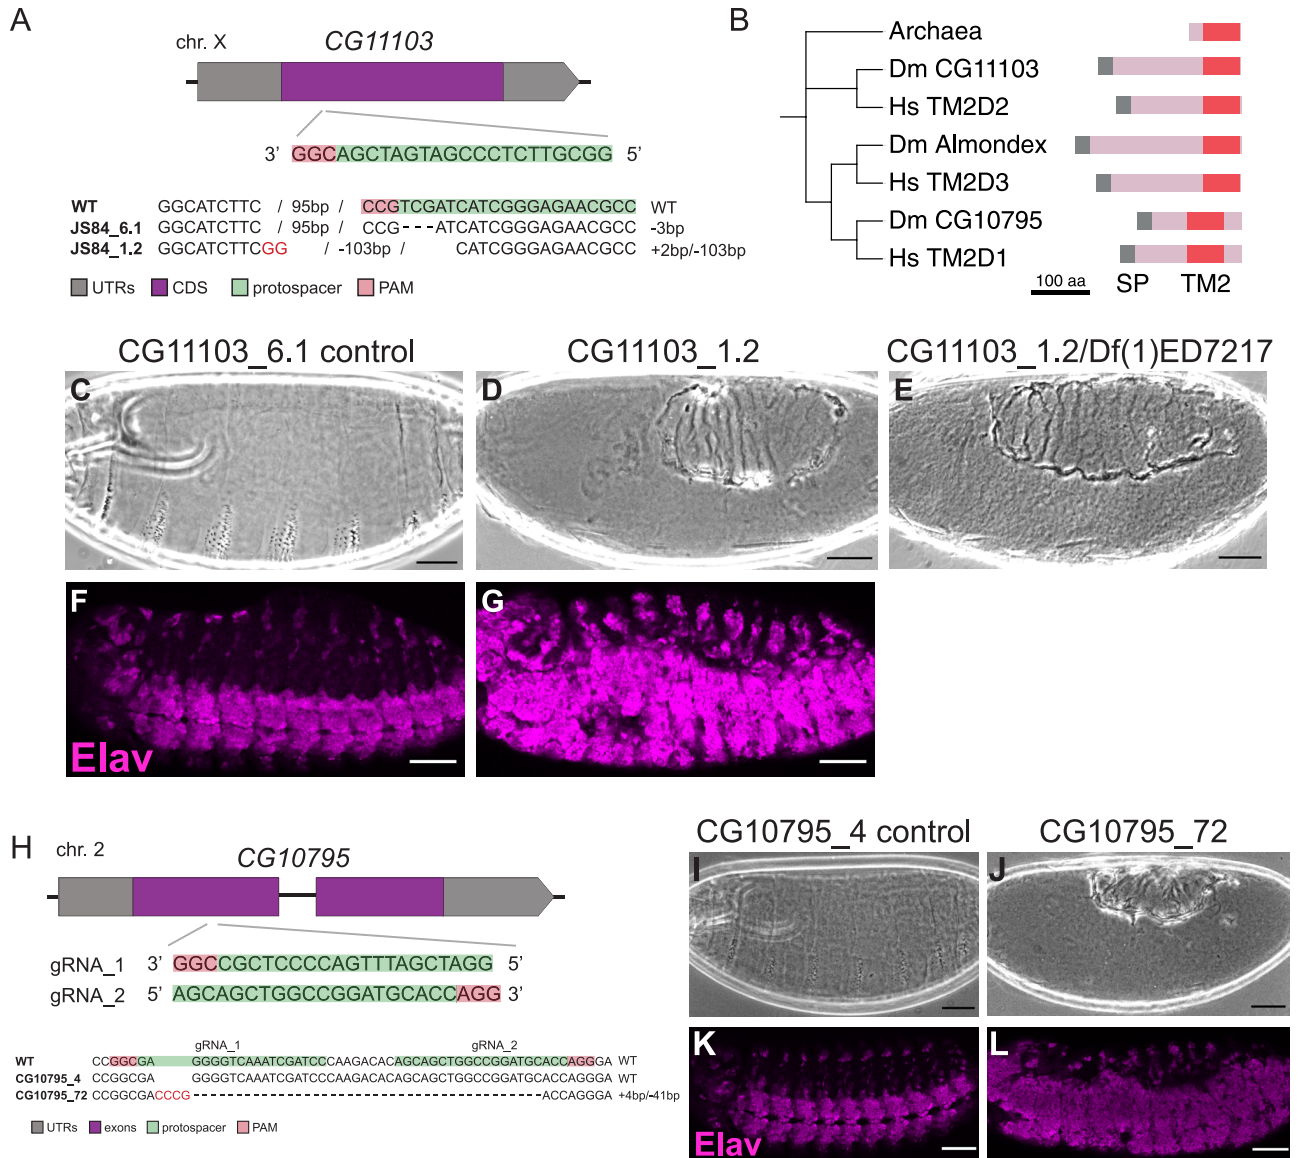 A
chr. X
CG11103
3' GGCAGCTAGTAGCCCTCTTGCGG 5'
WT GGCATCTTC / 95bp / CCGTCGATCATCGGGAGAACGCC WT
JS84_6.1 GGCATCTTC / 95bp / CCG---ATCATCGGGAGAACGCC -3bp
JS84_1.2 GGCATCTTCGG / -103bp / CATCGGGAGAACGCC +2bp/-103bp
UTRs CDS protospacer PAM
B
Archaea
Dm CG11103
Hs TM2D2
Dm Almondex
Hs TM2D3
Dm CG10795
Hs TM2D1
100 aa SP TM2
CG11103_6.1 control
CG11103_1.2
CG11103_1.2/Df(1)ED7217
C
D
E
F
Elav
G
H
chr. 2
CG10795
gRNA_1 3' GGCCGCTCCCCAGTTTAGCTAGG 5'
gRNA_2 5' AGCAGCTGGCCGGATGCACCAGG 3'
gRNA_1 gRNA_2
WT CCGGCGA GGGGTCAAATCGATCCCAAGACACAGCAGCTGGCCGGATGCACCAGGGA WT
CG10795_4 CCGGCGA GGGGTCAAATCGATCCCAAGACACAGCAGCTGGCCGGATGCACCAGGGA WT
CG10795_72 CCGGCGACCCG-----------------------------------------ACCAGGGA +4bp/-41bp
UTRs exons protospacer PAM
CG10795_4 control
CG10795_72
I
J
K
Elav
L